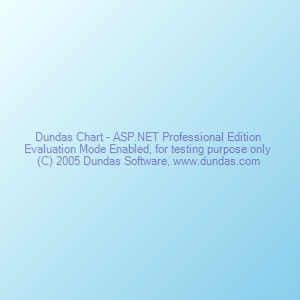 Dundas Chart - ASP.NET Professional Edition
Evaluation Mode Enabled, for testing purpose only
(C) 2005 Dundas Software, www.dundas.com